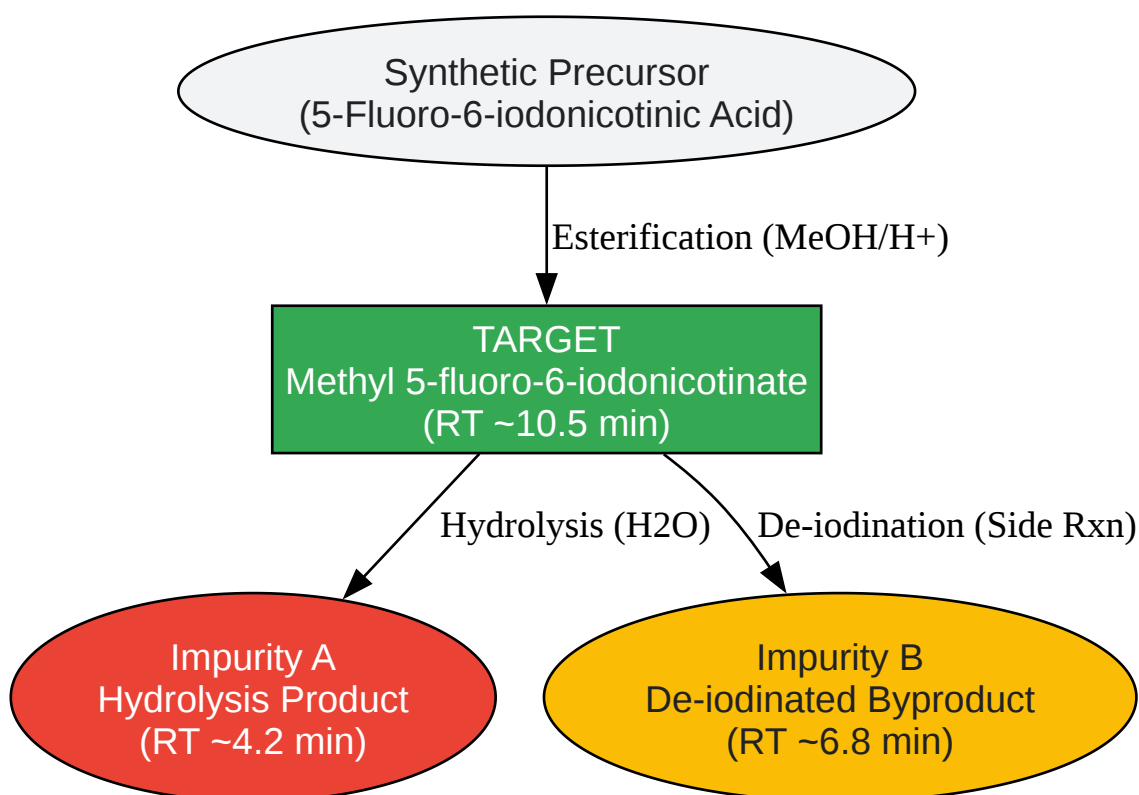 Synthetic Precursor
(5-Fluoro-6-iodonicotinic Acid)
Esterification (MeOH/H+)
TARGET
Methyl 5-fluoro-6-iodonicotinate
(RT ~10.5 min)
Hydrolysis (H2O)
De-iodination (Side Rxn)
Impurity A
Hydrolysis Product
(RT ~4.2 min)
Impurity B
De-iodinated Byproduct
(RT ~6.8 min)